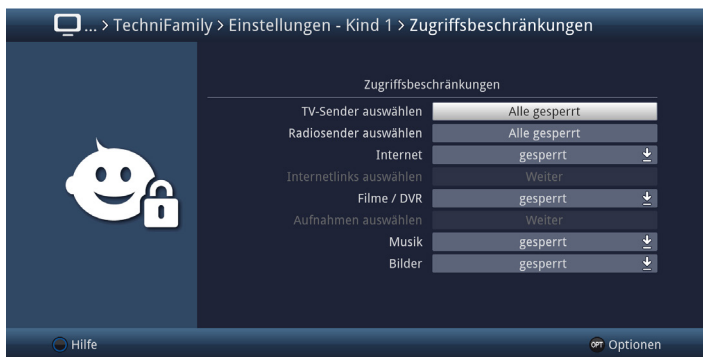 ... > TechniFamily > Einstellungen - Kind 1 > Zugriffsbeschränkungen
Zugriffsbeschränkungen
TV-Sender auswählen Alle gesperrt
Radiosender auswählen Alle gesperrt
Internet gesperrt
Internetlinks auswählen Weiter
Filme / DVR gesperrt
Aufnahmen auswählen Weiter
Musik gesperrt
Bilder gesperrt
Hilfe OPT Optionen